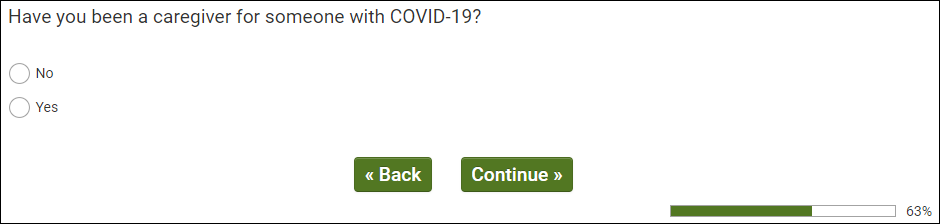 Have you been a caregiver for someone with COVID-19?
No
Yes
« Back Continue »
63%